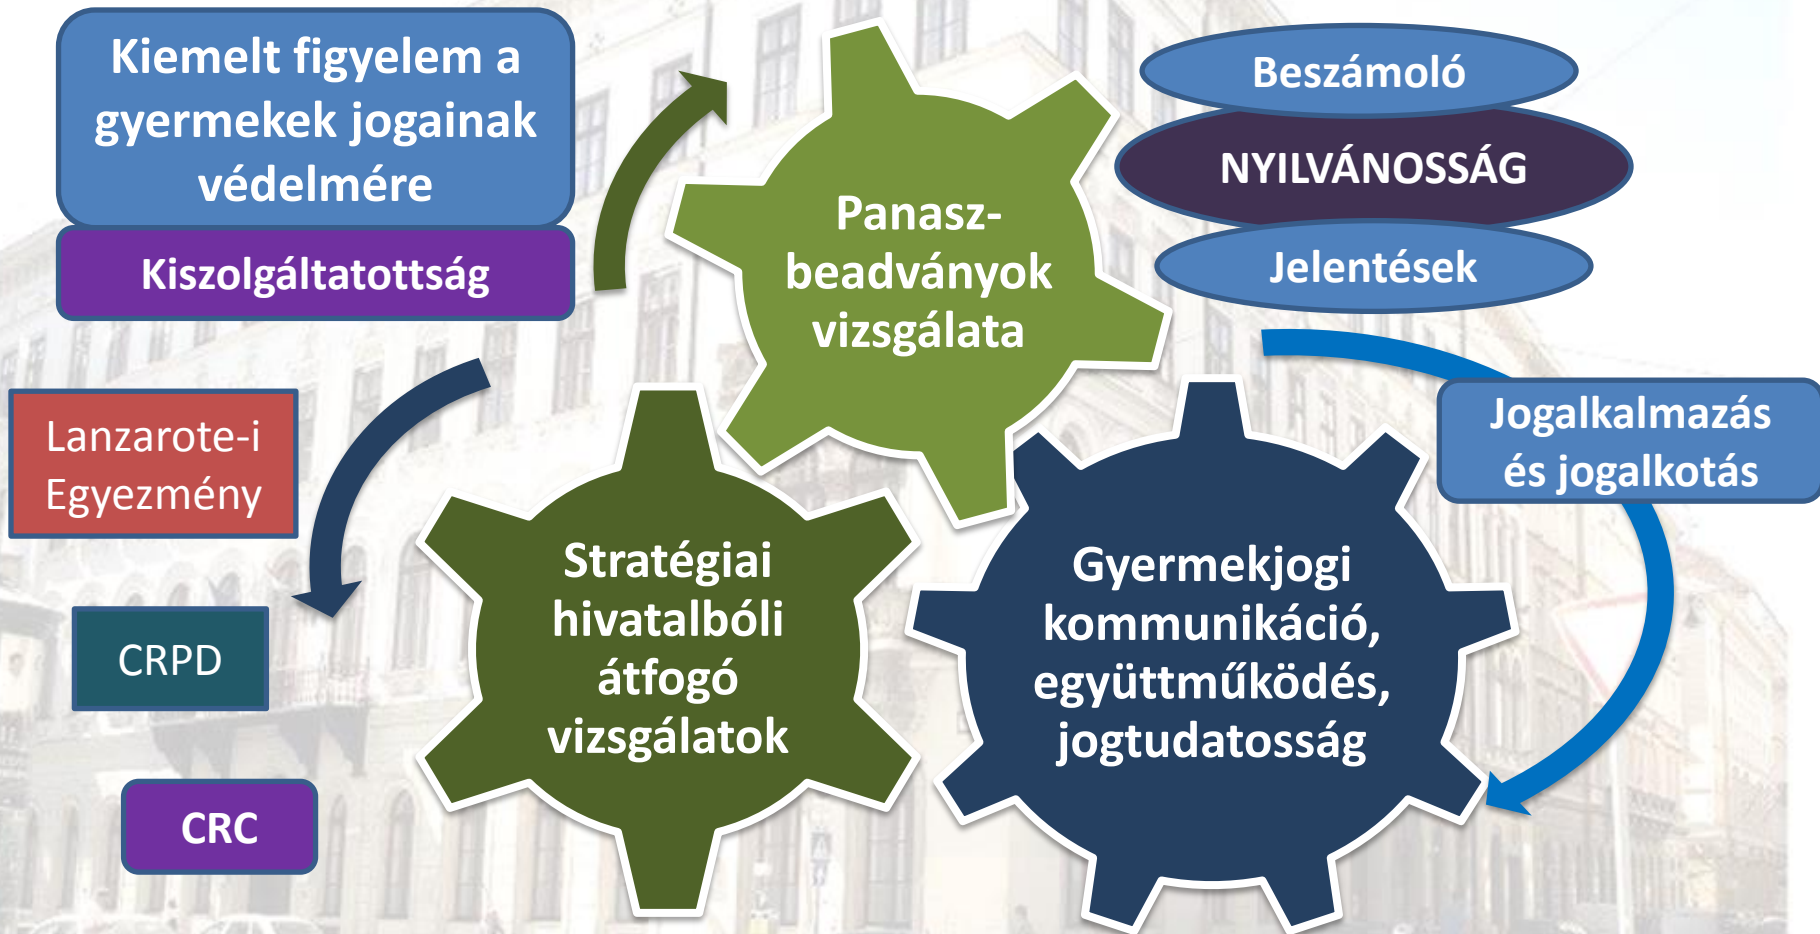 Kiemelt figyelem a
gyermekek jogainak
védelmére
Kiszolgáltatottság
Lanzarote-i
Egyezmény
CRPD
CRC
Panasz-
beadványok
vizsgálata
Stratégiai
hivatalbóli
átfogó
vizsgálatok
Gyermekjogi
kommunikáció,
együttműködés,
jogtudatosság
Beszámoló
NYILVÁNOSSÁG
Jelentések
Jogalkalmazás
és jogalkotás